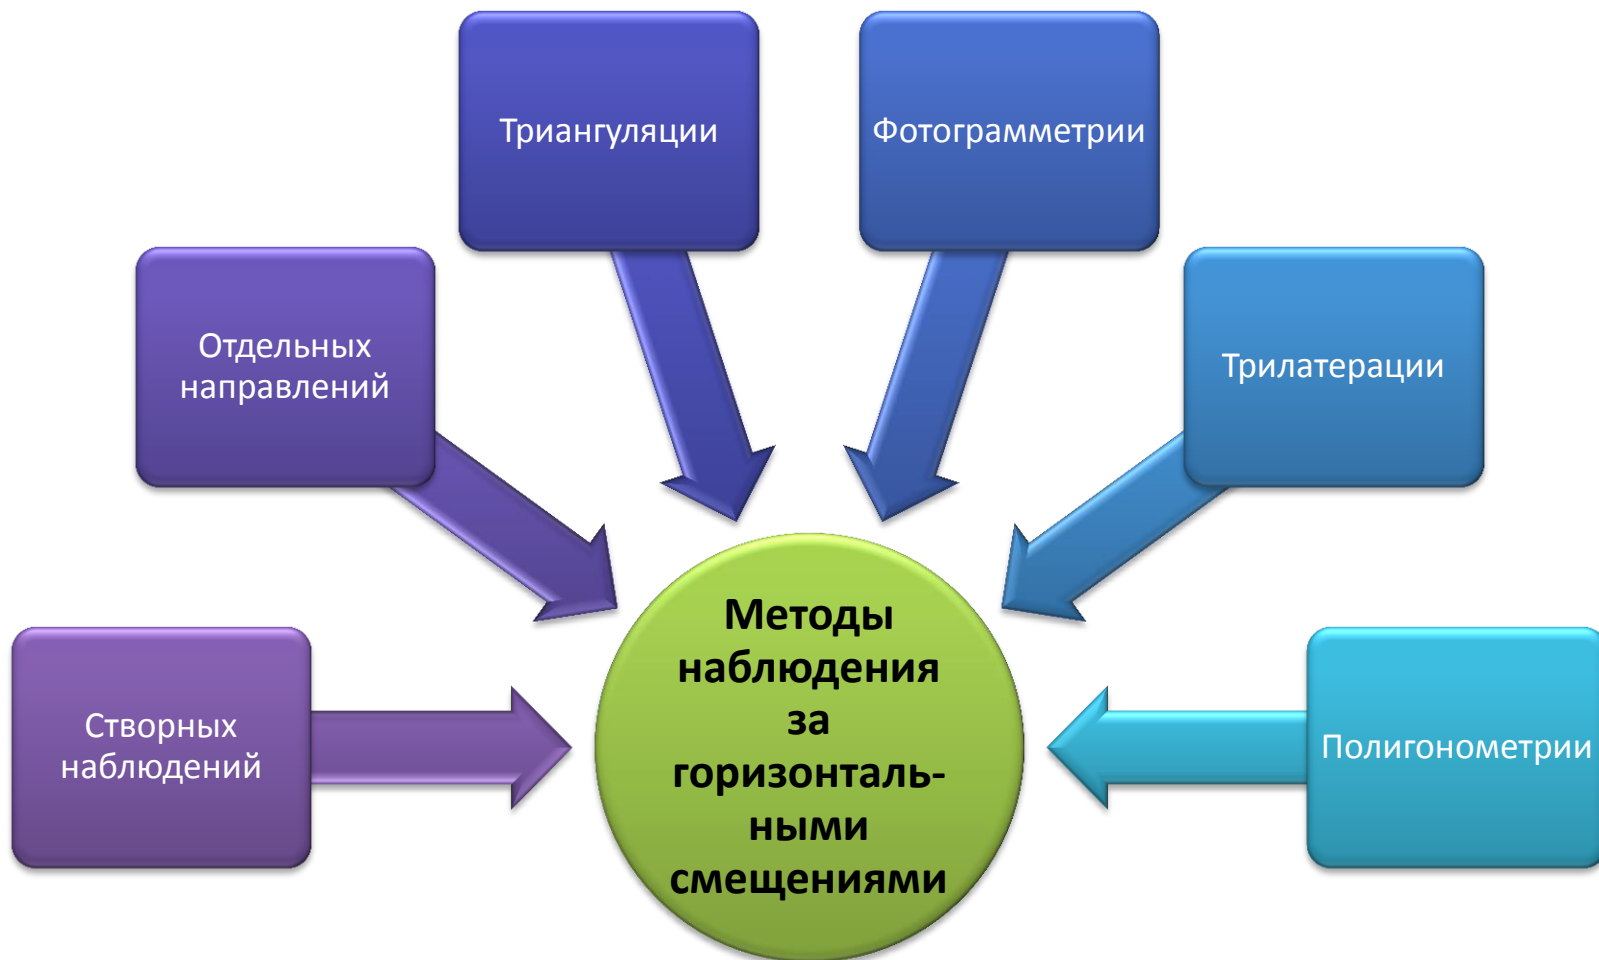 Триангуляции
Фотограмметрии
Отдельных
направлений
Трилатерации
Створных
наблюдений
Методы
наблюдения
за
горизонталь-
ными
смещениями
Полигонометрии